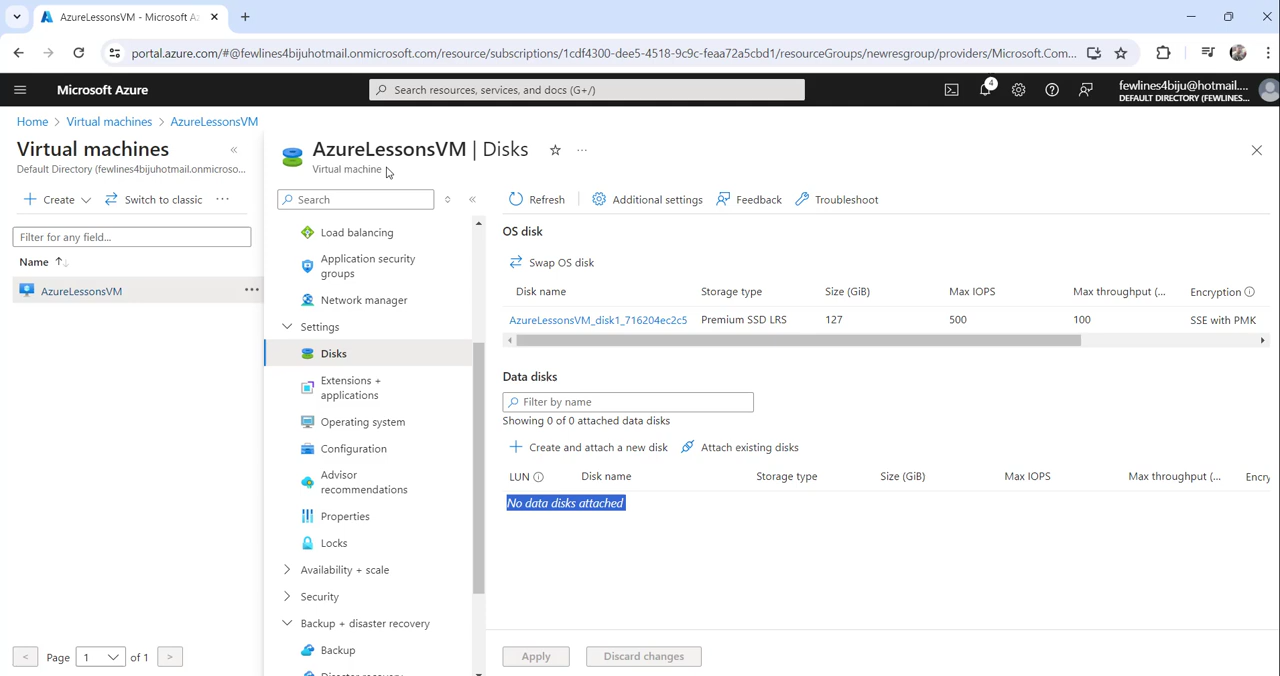 AzureLessonsVM - Microsoft Az
portal.azure.com/#@fewlines4bijuhotmail.onmicrosoft.com/resource/subscriptions/1cdf4300-dee5-4518-9c9c-feaa72a5cbd1/resourceGroups/newresgroup/providers/Microsoft.Com...
Microsoft Azure
Search resources, services, and docs (G+/)
4
fewlines4biju@hotmail....
DEFAULT DIRECTORY (FEWLINES...
Home > Virtual machines > AzureLessonsVM
Virtual machines
Default Directory (fewlines4bijuhotmail.onmicroso...
Create
Switch to classic
Filter for any field...
Name ↑↓
AzureLessonsVM
< Page 1 of 1 >
AzureLessonsVM | Disks
Virtual machine
Search
Load balancing
Application security
groups
Network manager
Settings
Disks
Extensions +
applications
Operating system
Configuration
Advisor
recommendations
Properties
Locks
Availability + scale
Security
Backup + disaster recovery
Backup
Disaster recovery
Refresh
Additional settings
Feedback
Troubleshoot
OS disk
Swap OS disk
Disk name Storage type Size (GiB) Max IOPS Max throughput (... Encryption
AzureLessonsVM_disk1_716204ec2c5 Premium SSD LRS 127 500 100 SSE with PMK
Data disks
Filter by name
Showing 0 of 0 attached data disks
Create and attach a new disk
Attach existing disks
LUN Disk name Storage type Size (GiB) Max IOPS Max throughput (... Encry
No data disks attached
Apply
Discard changes